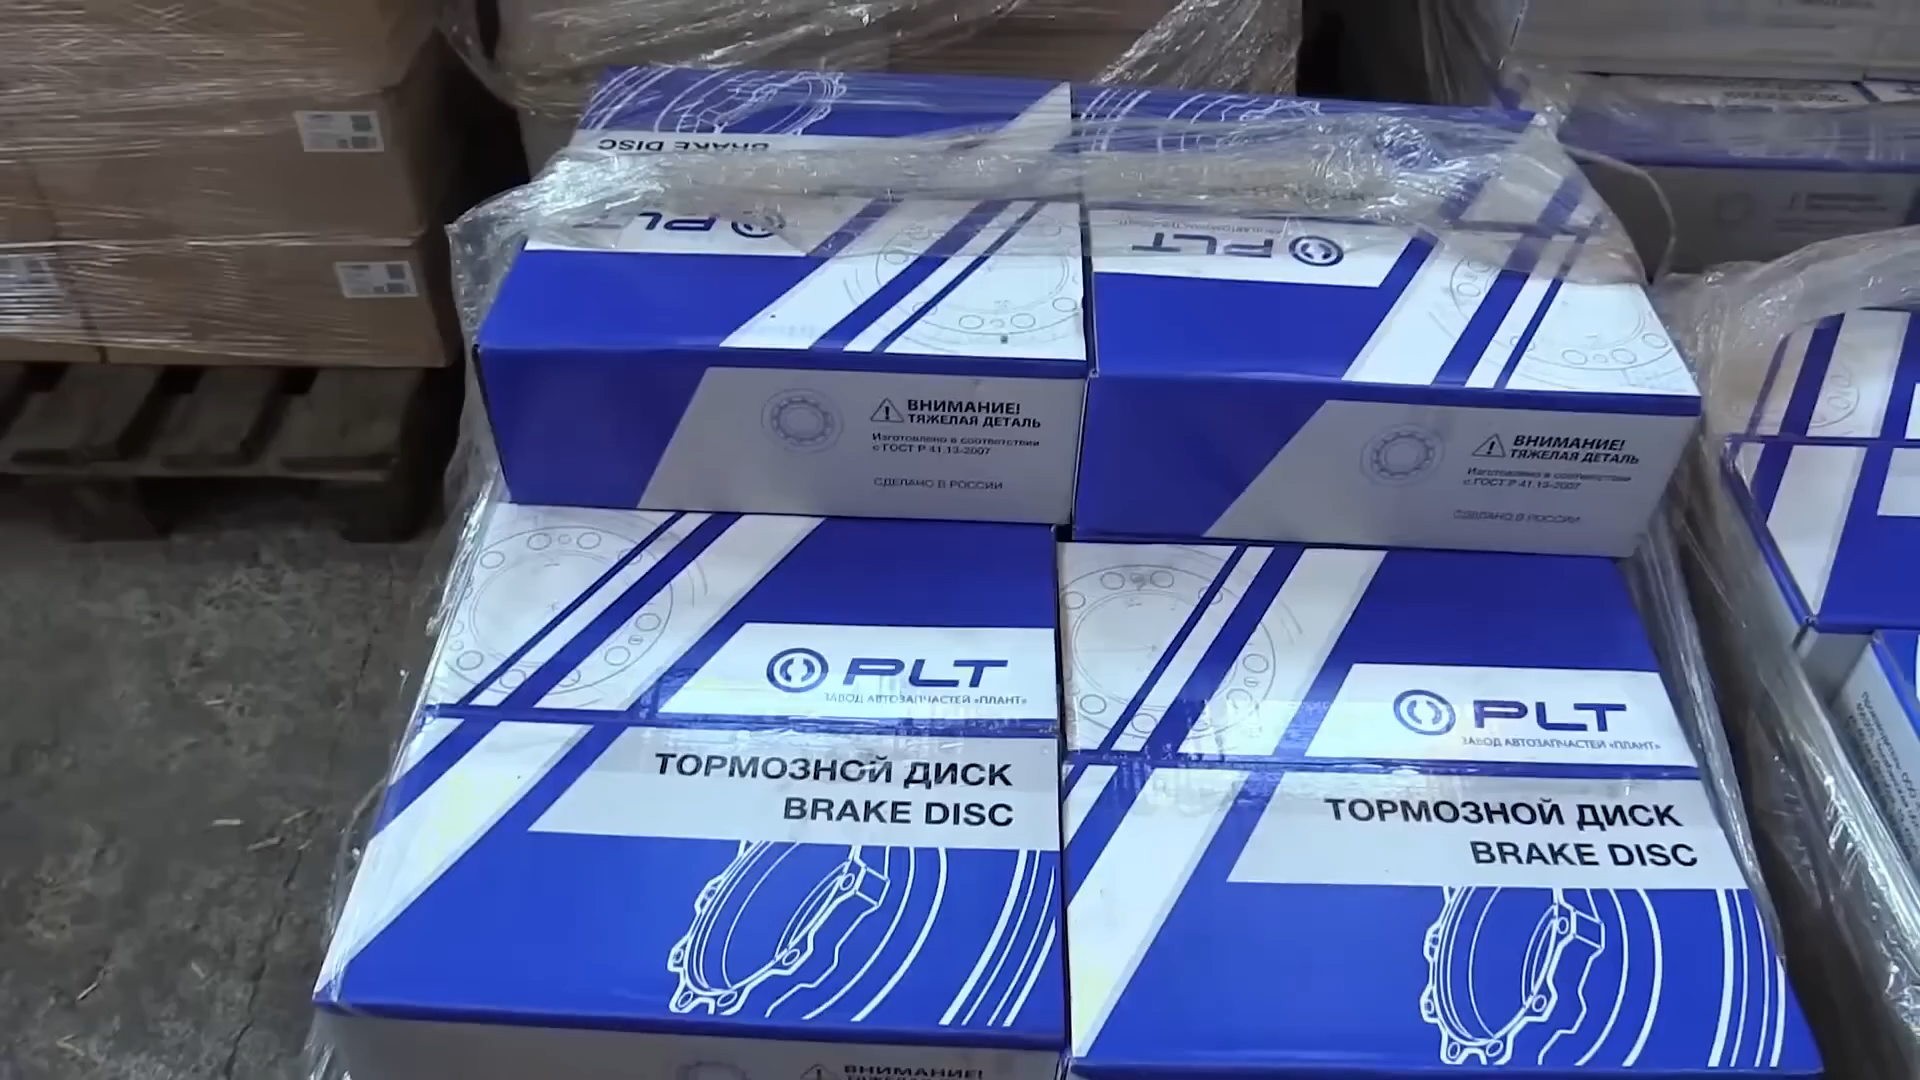 BRAKE DISC
PLT
PLT
ВНИМАНИЕ!
ТЯЖЕЛАЯ ДЕТАЛЬ
Изготовлено в соответствии
с ГОСТ Р 41.13-2007
СДЕЛАНО В РОССИИ
ВНИМАНИЕ!
ТЯЖЕЛАЯ ДЕТАЛЬ
Изготовлено в соответствии
с ГОСТ Р 41.13-2007
СДЕЛАНО В РОССИИ
PLT
ЗАВОД АВТОЗАПЧАСТЕЙ «ПЛАНТ»
ТОРМОЗНОЙ ДИСК
BRAKE DISC
PLT
ЗАВОД АВТОЗАПЧАСТЕЙ «ПЛАНТ»
ТОРМОЗНОЙ ДИСК
BRAKE DISC
ВНИМАНИЕ!